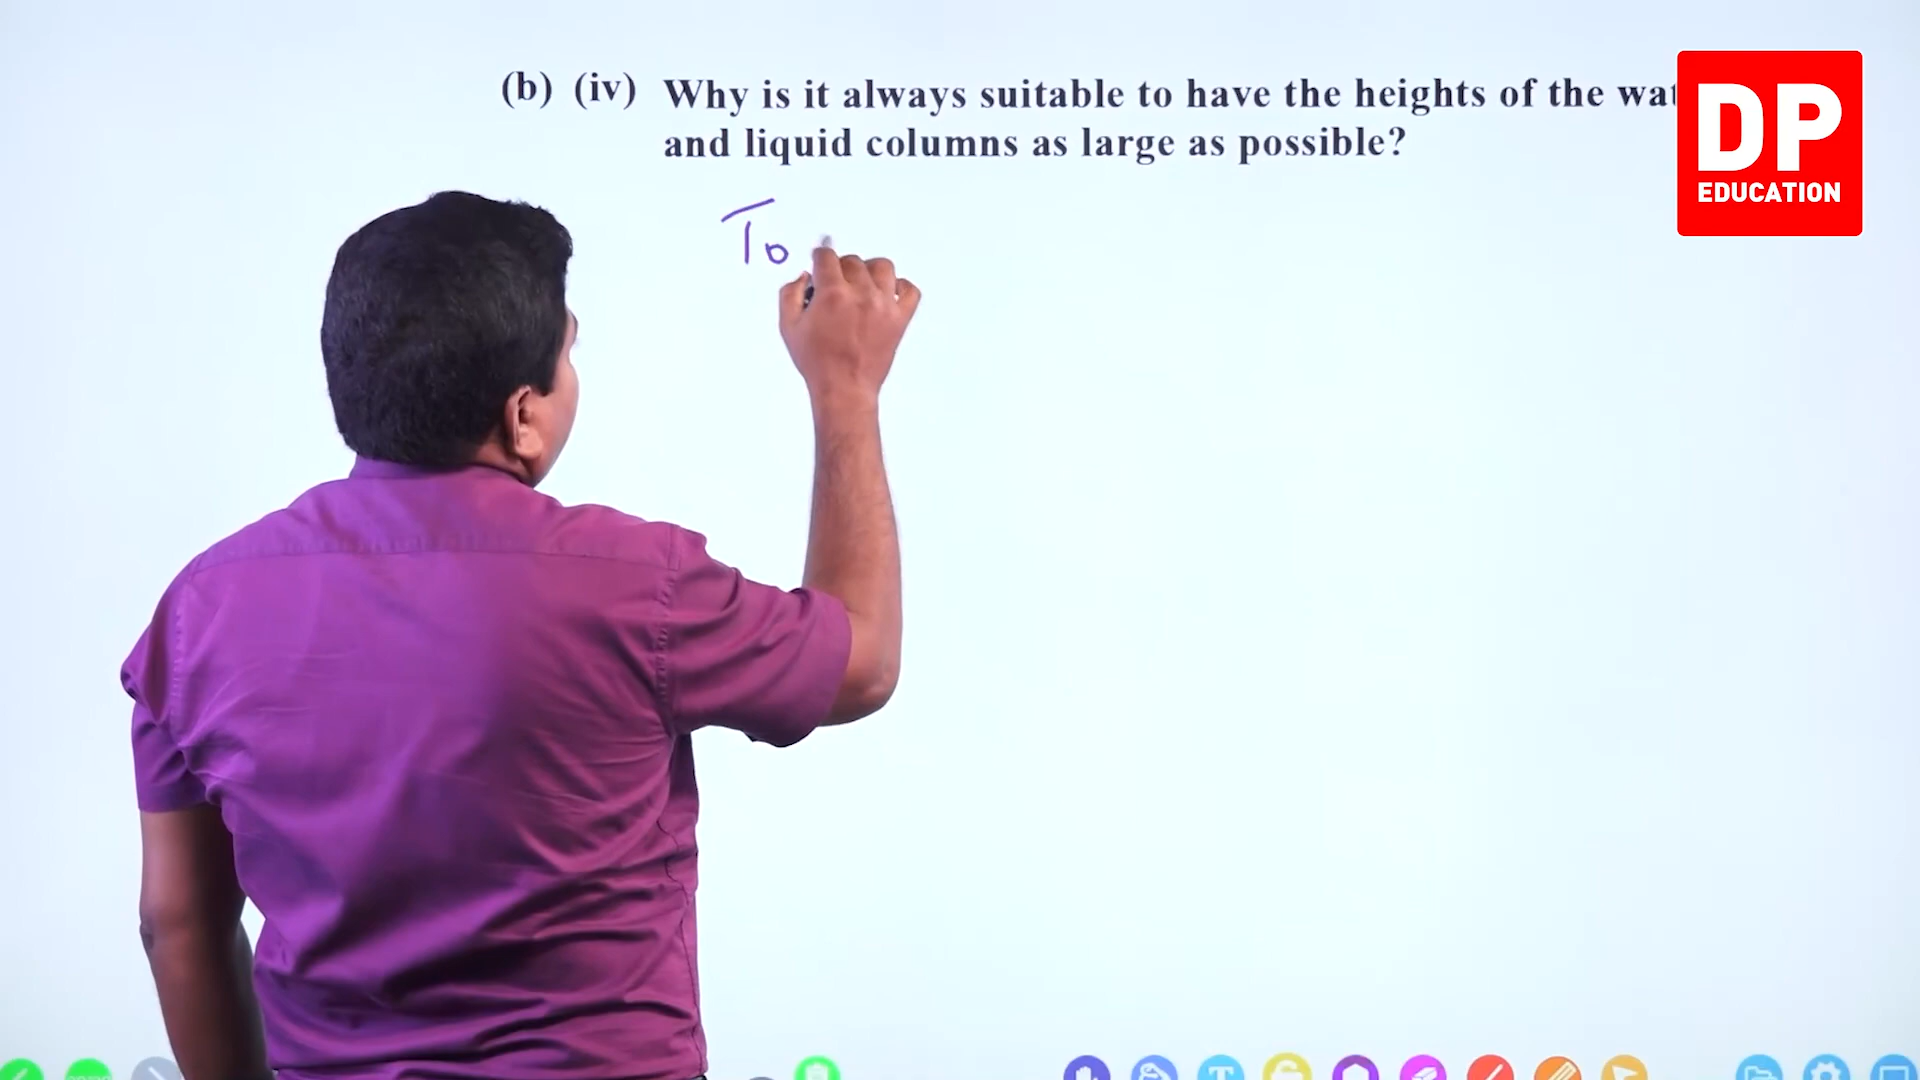 (b) (iv) Why is it always suitable to have the heights of the
and liquid columns as large as possible?
To
DP
EDUCATION